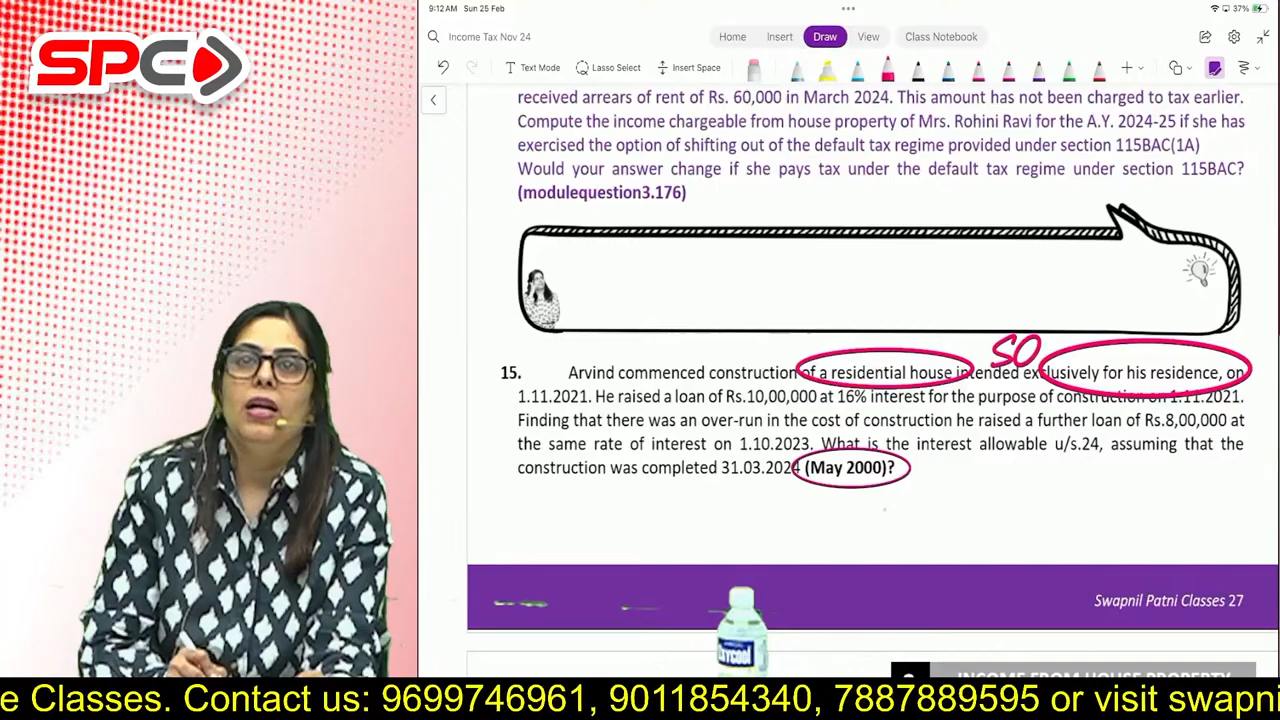 SPC
9:12 AM Sun 25 Feb
37%
Income Tax Nov 24
Home Insert Draw View Class Notebook
Text Mode Lasso Select Insert Space
received arrears of rent of Rs. 60,000 in March 2024. This amount has not been charged to tax earlier.
Compute the income chargeable from house property of Mrs. Rohini Ravi for the A.Y. 2024-25 if she has
exercised the option of shifting out of the default tax regime provided under section 115BAC(1A)
Would your answer change if she pays tax under the default tax regime under section 115BAC?
(modulequestion3.176)
SO
15. Arvind commenced construction of a residential house intended exclusively for his residence, on
1.11.2021. He raised a loan of Rs.10,00,000 at 16% interest for the purpose of construction on 1.11.2021.
Finding that there was an over-run in the cost of construction he raised a further loan of Rs.8,00,000 at
the same rate of interest on 1.10.2023. What is the interest allowable u/s.24, assuming that the
construction was completed 31.03.2024 (May 2000)?
Swapnil Patni Classes 27
INCOME FROM HOUSE PROPERTY
e Classes. Contact us: 9699746961, 9011854340, 7887889595 or visit swapni